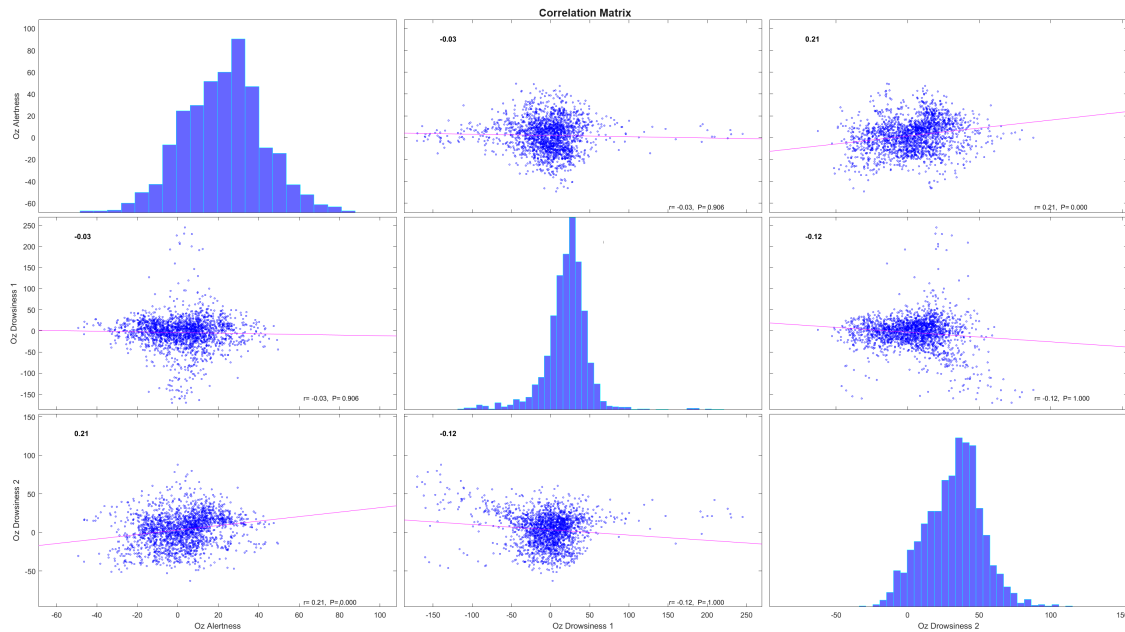 Correlation Matrix
100
80
60
40
20
0
-20
-40
-60
Oz Alertness
-0.03
r= -0.03, P= 0.906
0.21
r= 0.21, P= 0.000
250
200
150
100
50
0
-50
-100
-150
Oz Drowsiness 1
-0.03
r= -0.03, P= 0.906
-0.12
r= -0.12, P= 1.000
150
100
50
0
-50
Oz Drowsiness 2
0.21
r= 0.21, P= 0.000
-0.12
r= -0.12, P= 1.000
-60 -40 -20 0 20 40 60 80 100
Oz Alertness
-150 -100 -50 0 50 100 150 200 250
Oz Drowsiness 1
-50 0 50 100 150
Oz Drowsiness 2